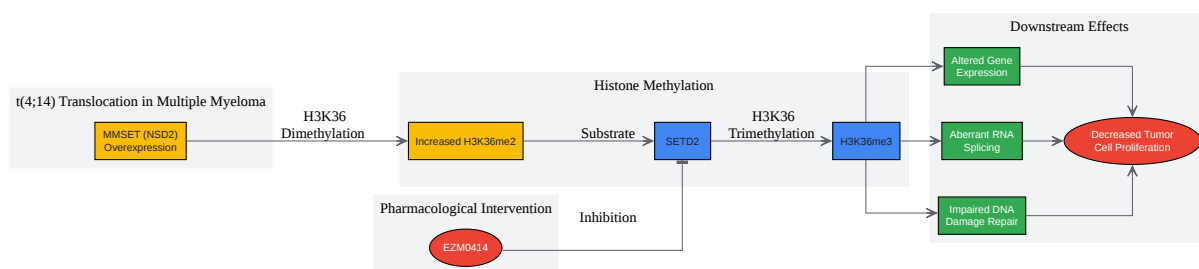 Downstream Effects
Altered Gene
Expression
Histone Methylation
t(4;14) Translocation in Multiple Myeloma
H3K36
Dimethylation
MMSET (NSD2)
Overexpression
Increased H3K36me2
Substrate
SETD2
H3K36
Trimethylation
H3K36me3
Aberrant RNA
Splicing
Decreased Tumor
Cell Proliferation
Pharmacological Intervention
Inhibition
EZM0414
Impaired DNA
Damage Repair